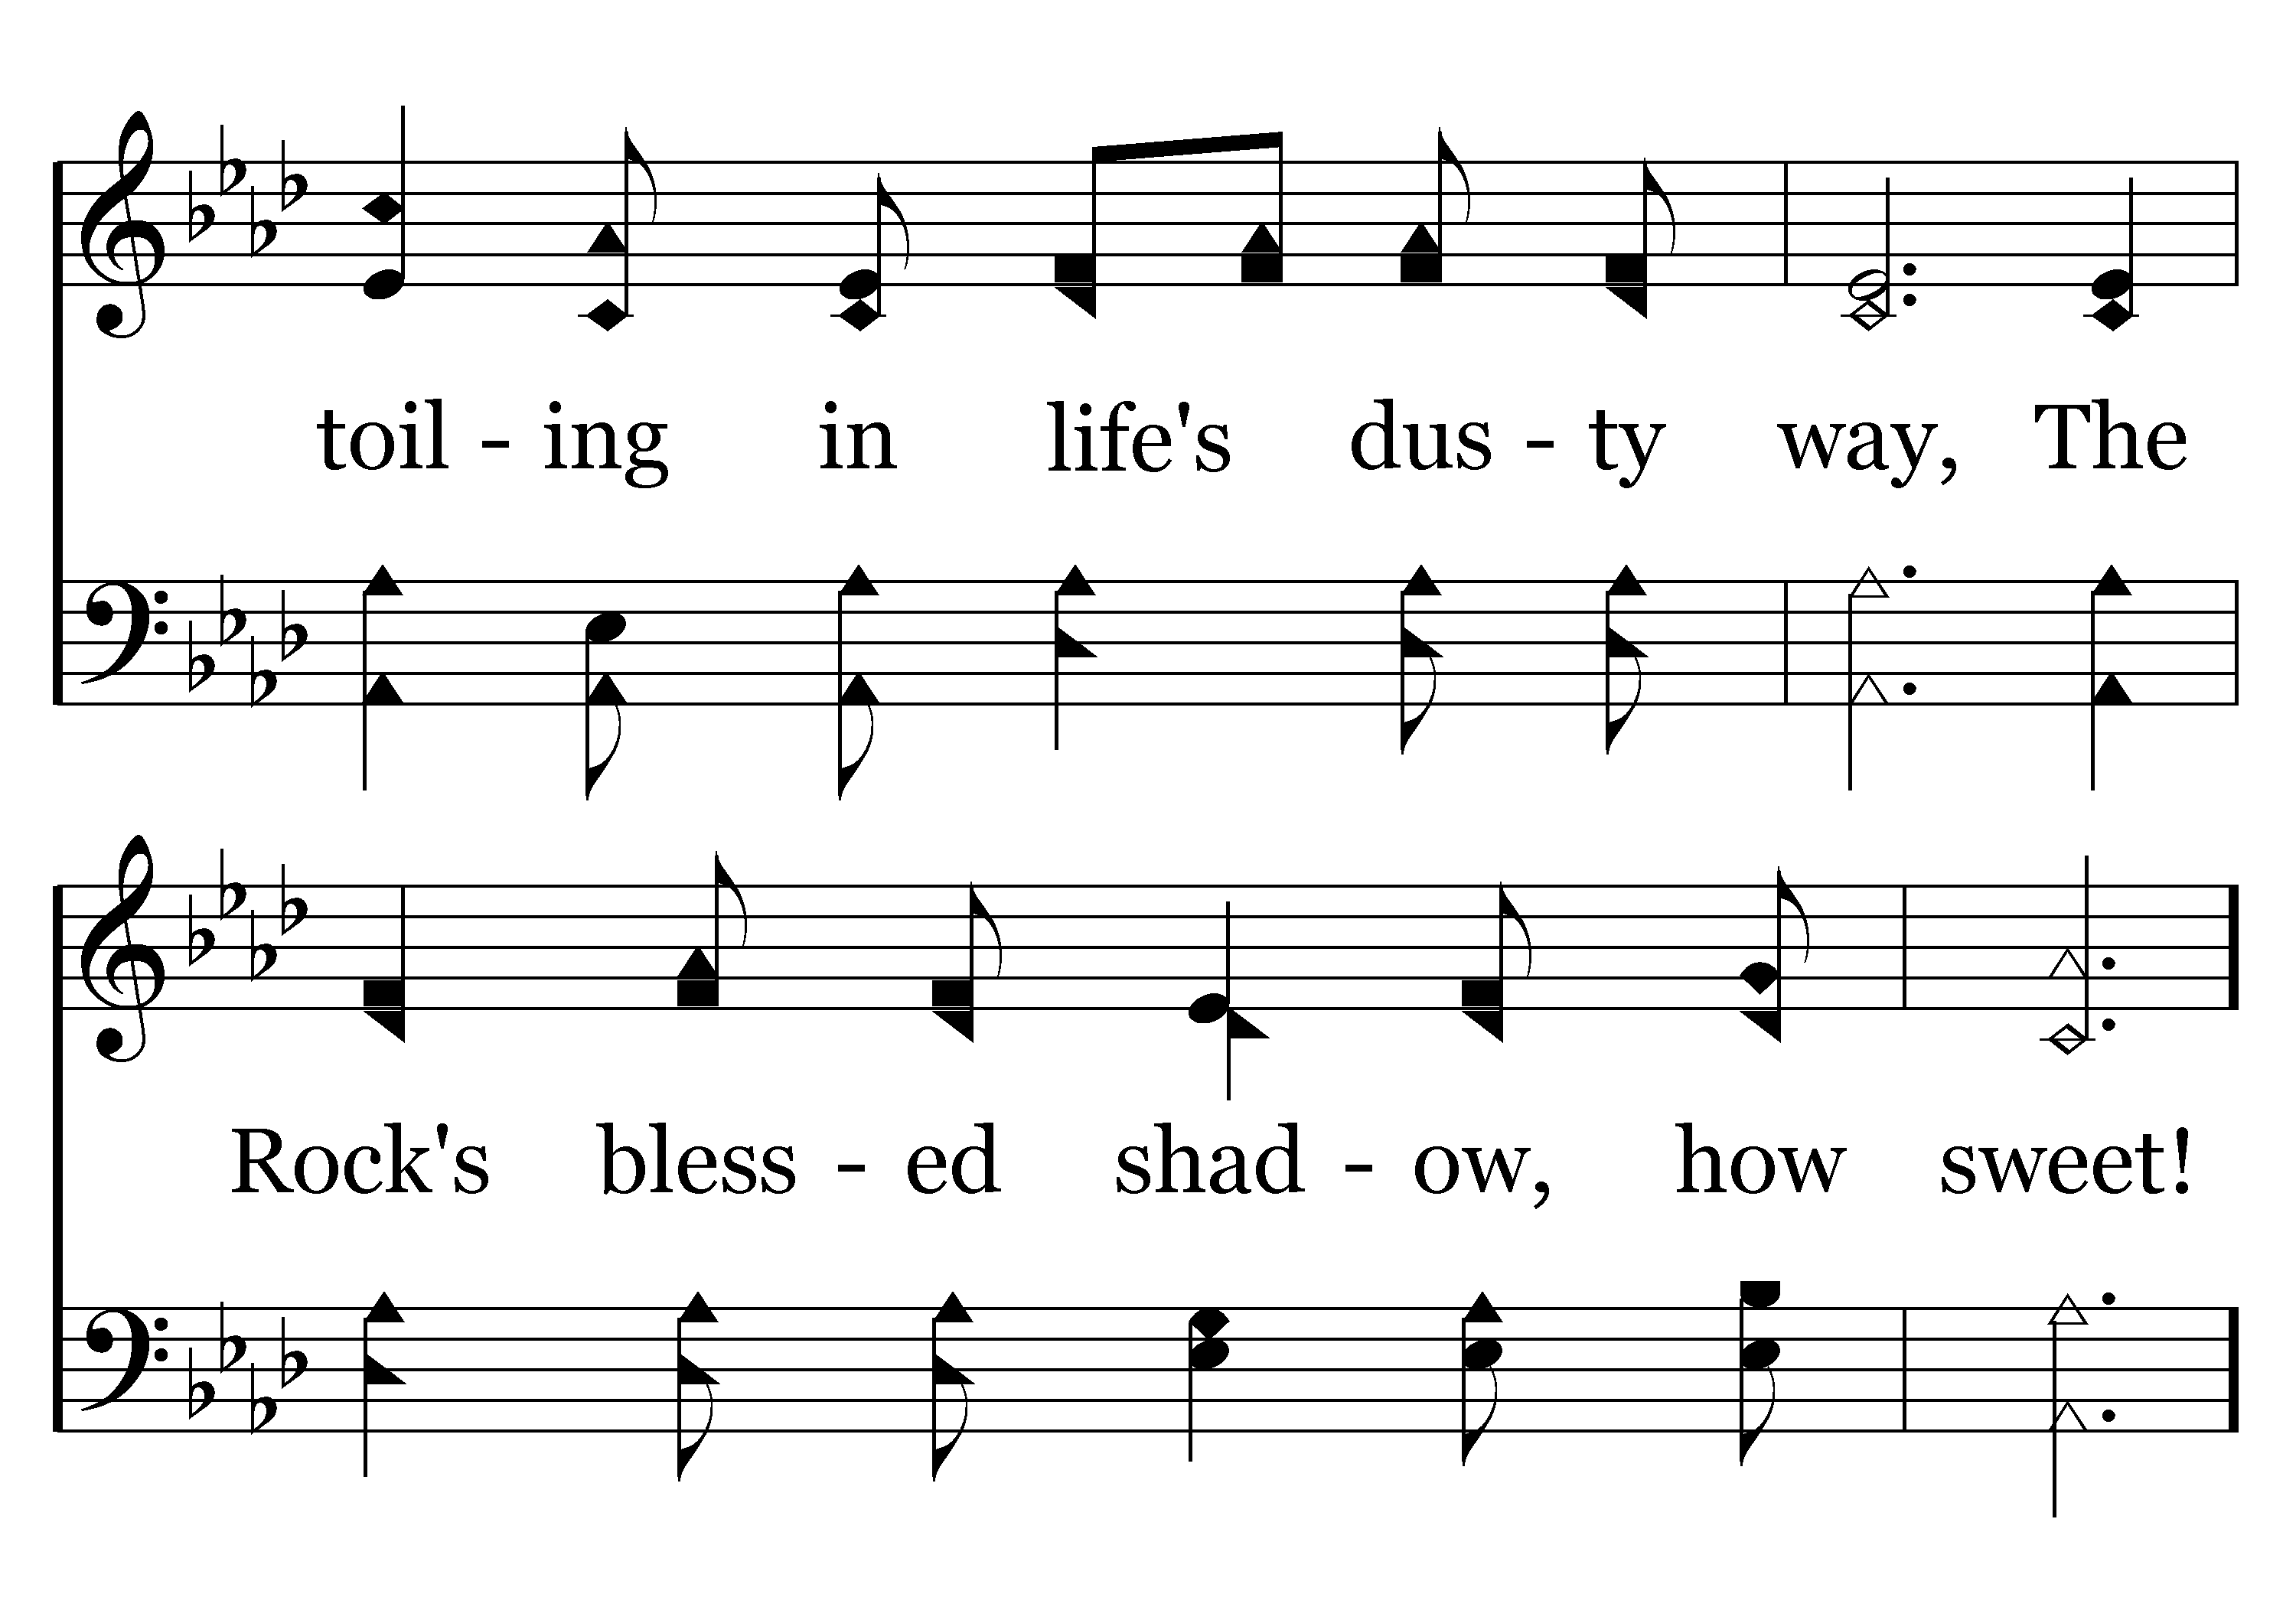 toil - ing in life's dus - ty way, The
Rock's bless - ed shad - ow, how sweet!